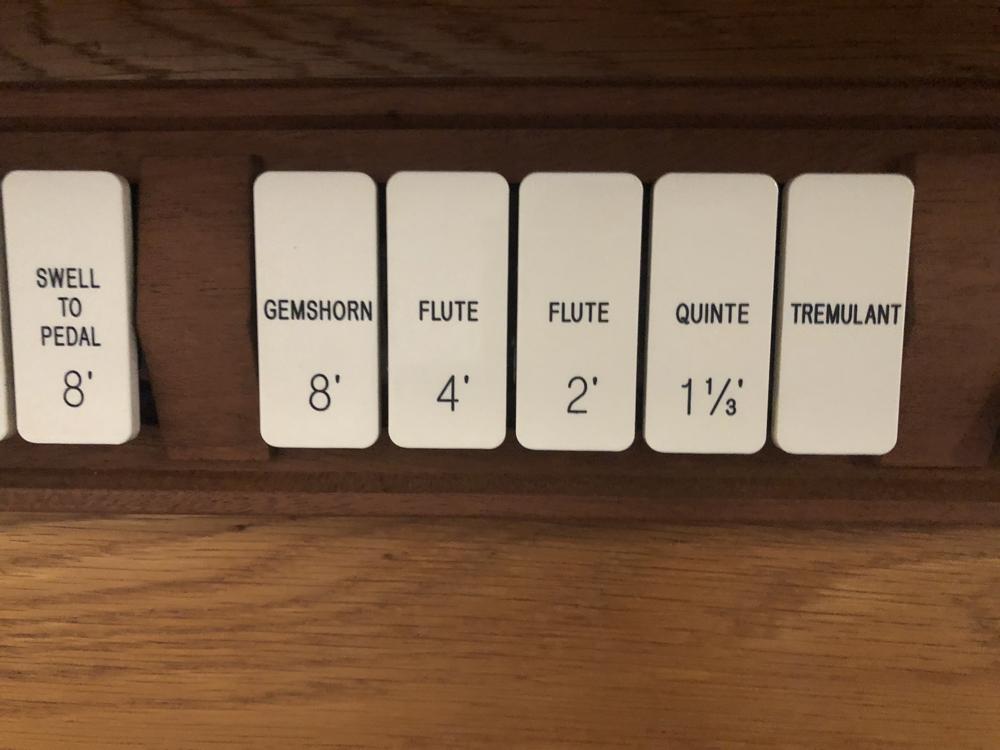 SWELL
TO
PEDAL
8'
GEMSHORN
8'
FLUTE
4'
FLUTE
2'
QUINTE
1⅓'
TREMULANT